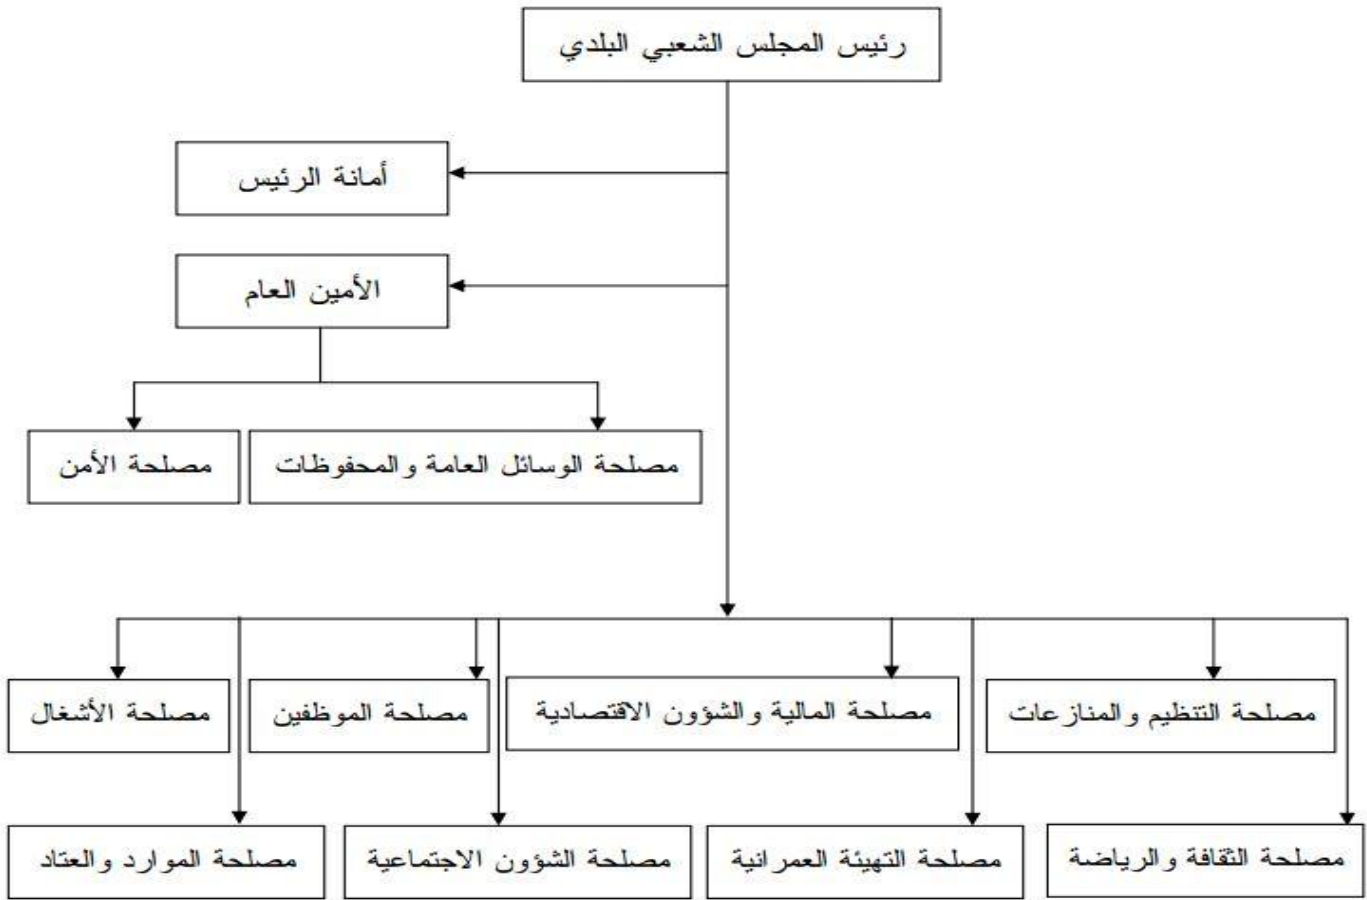 رئيس المجلس الشعبي البلدي
أمانة الرئيس
الأمين العام
مصلحة الوسائل العامة والمحفوظات
مصلحة الأمن
مصلحة التنظيم والمنازعات
مصلحة المالية والشؤون الاقتصادية
مصلحة الموظفين
مصلحة الأشغال
مصلحة الثقافة والرياضة
مصلحة التهيئة العمرانية
مصلحة الشؤون الاجتماعية
مصلحة الموارد والعتاد